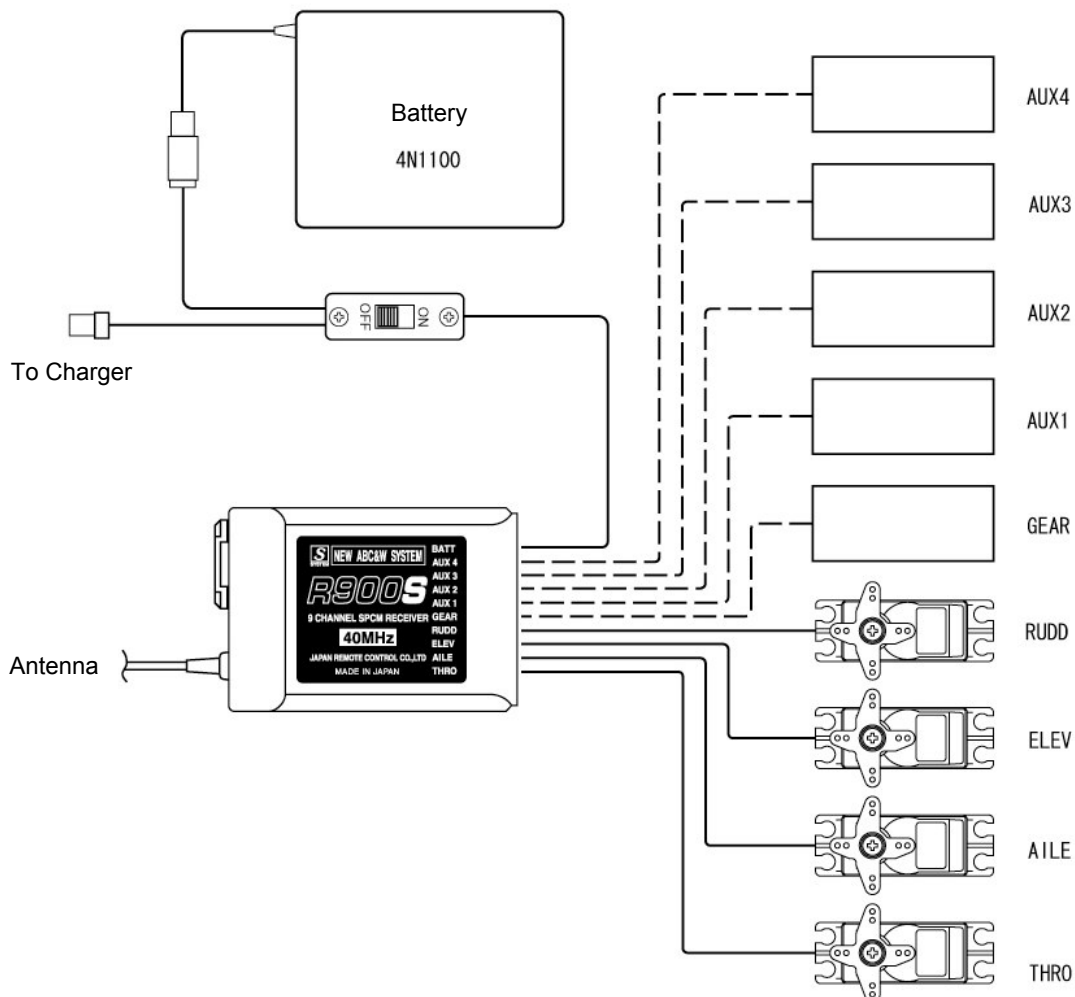 Battery
4N1100
To Charger
OFF
ON
Antenna
S
SYSTEM
NEW ABC&W SYSTEM
R900S
9 CHANNEL SPCM RECEIVER
40MHz
JAPAN REMOTE CONTROL CO.,LTD
MADE IN JAPAN
BATT
AUX 4
AUX 3
AUX 2
AUX 1
GEAR
RUDD
ELEV
AILE
THRO
AUX4
AUX3
AUX2
AUX1
GEAR
RUDD
ELEV
AILE
THRO